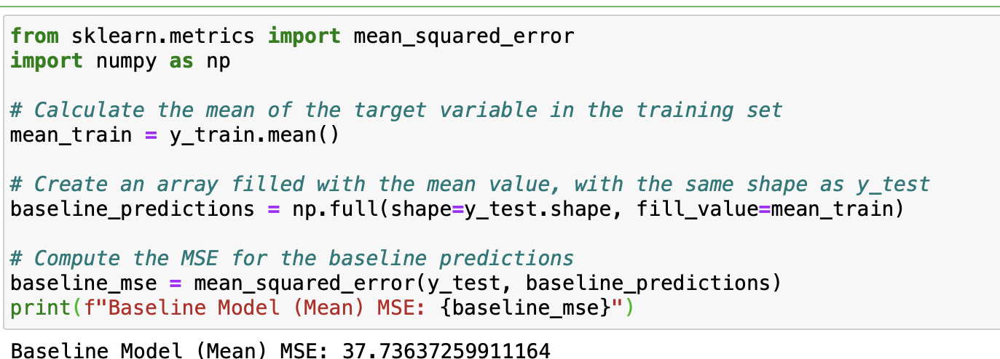 from sklearn.metrics import mean_squared_error
import numpy as np
# Calculate the mean of the target variable in the training set
mean_train = y_train.mean()
# Create an array filled with the mean value, with the same shape as y_test
baseline_predictions = np.full(shape=y_test.shape, fill_value=mean_train)
# Compute the MSE for the baseline predictions
baseline_mse = mean_squared_error(y_test, baseline_predictions)
print(f"Baseline Model (Mean) MSE: {baseline_mse}")
Baseline Model (Mean) MSE: 37.73637259911164